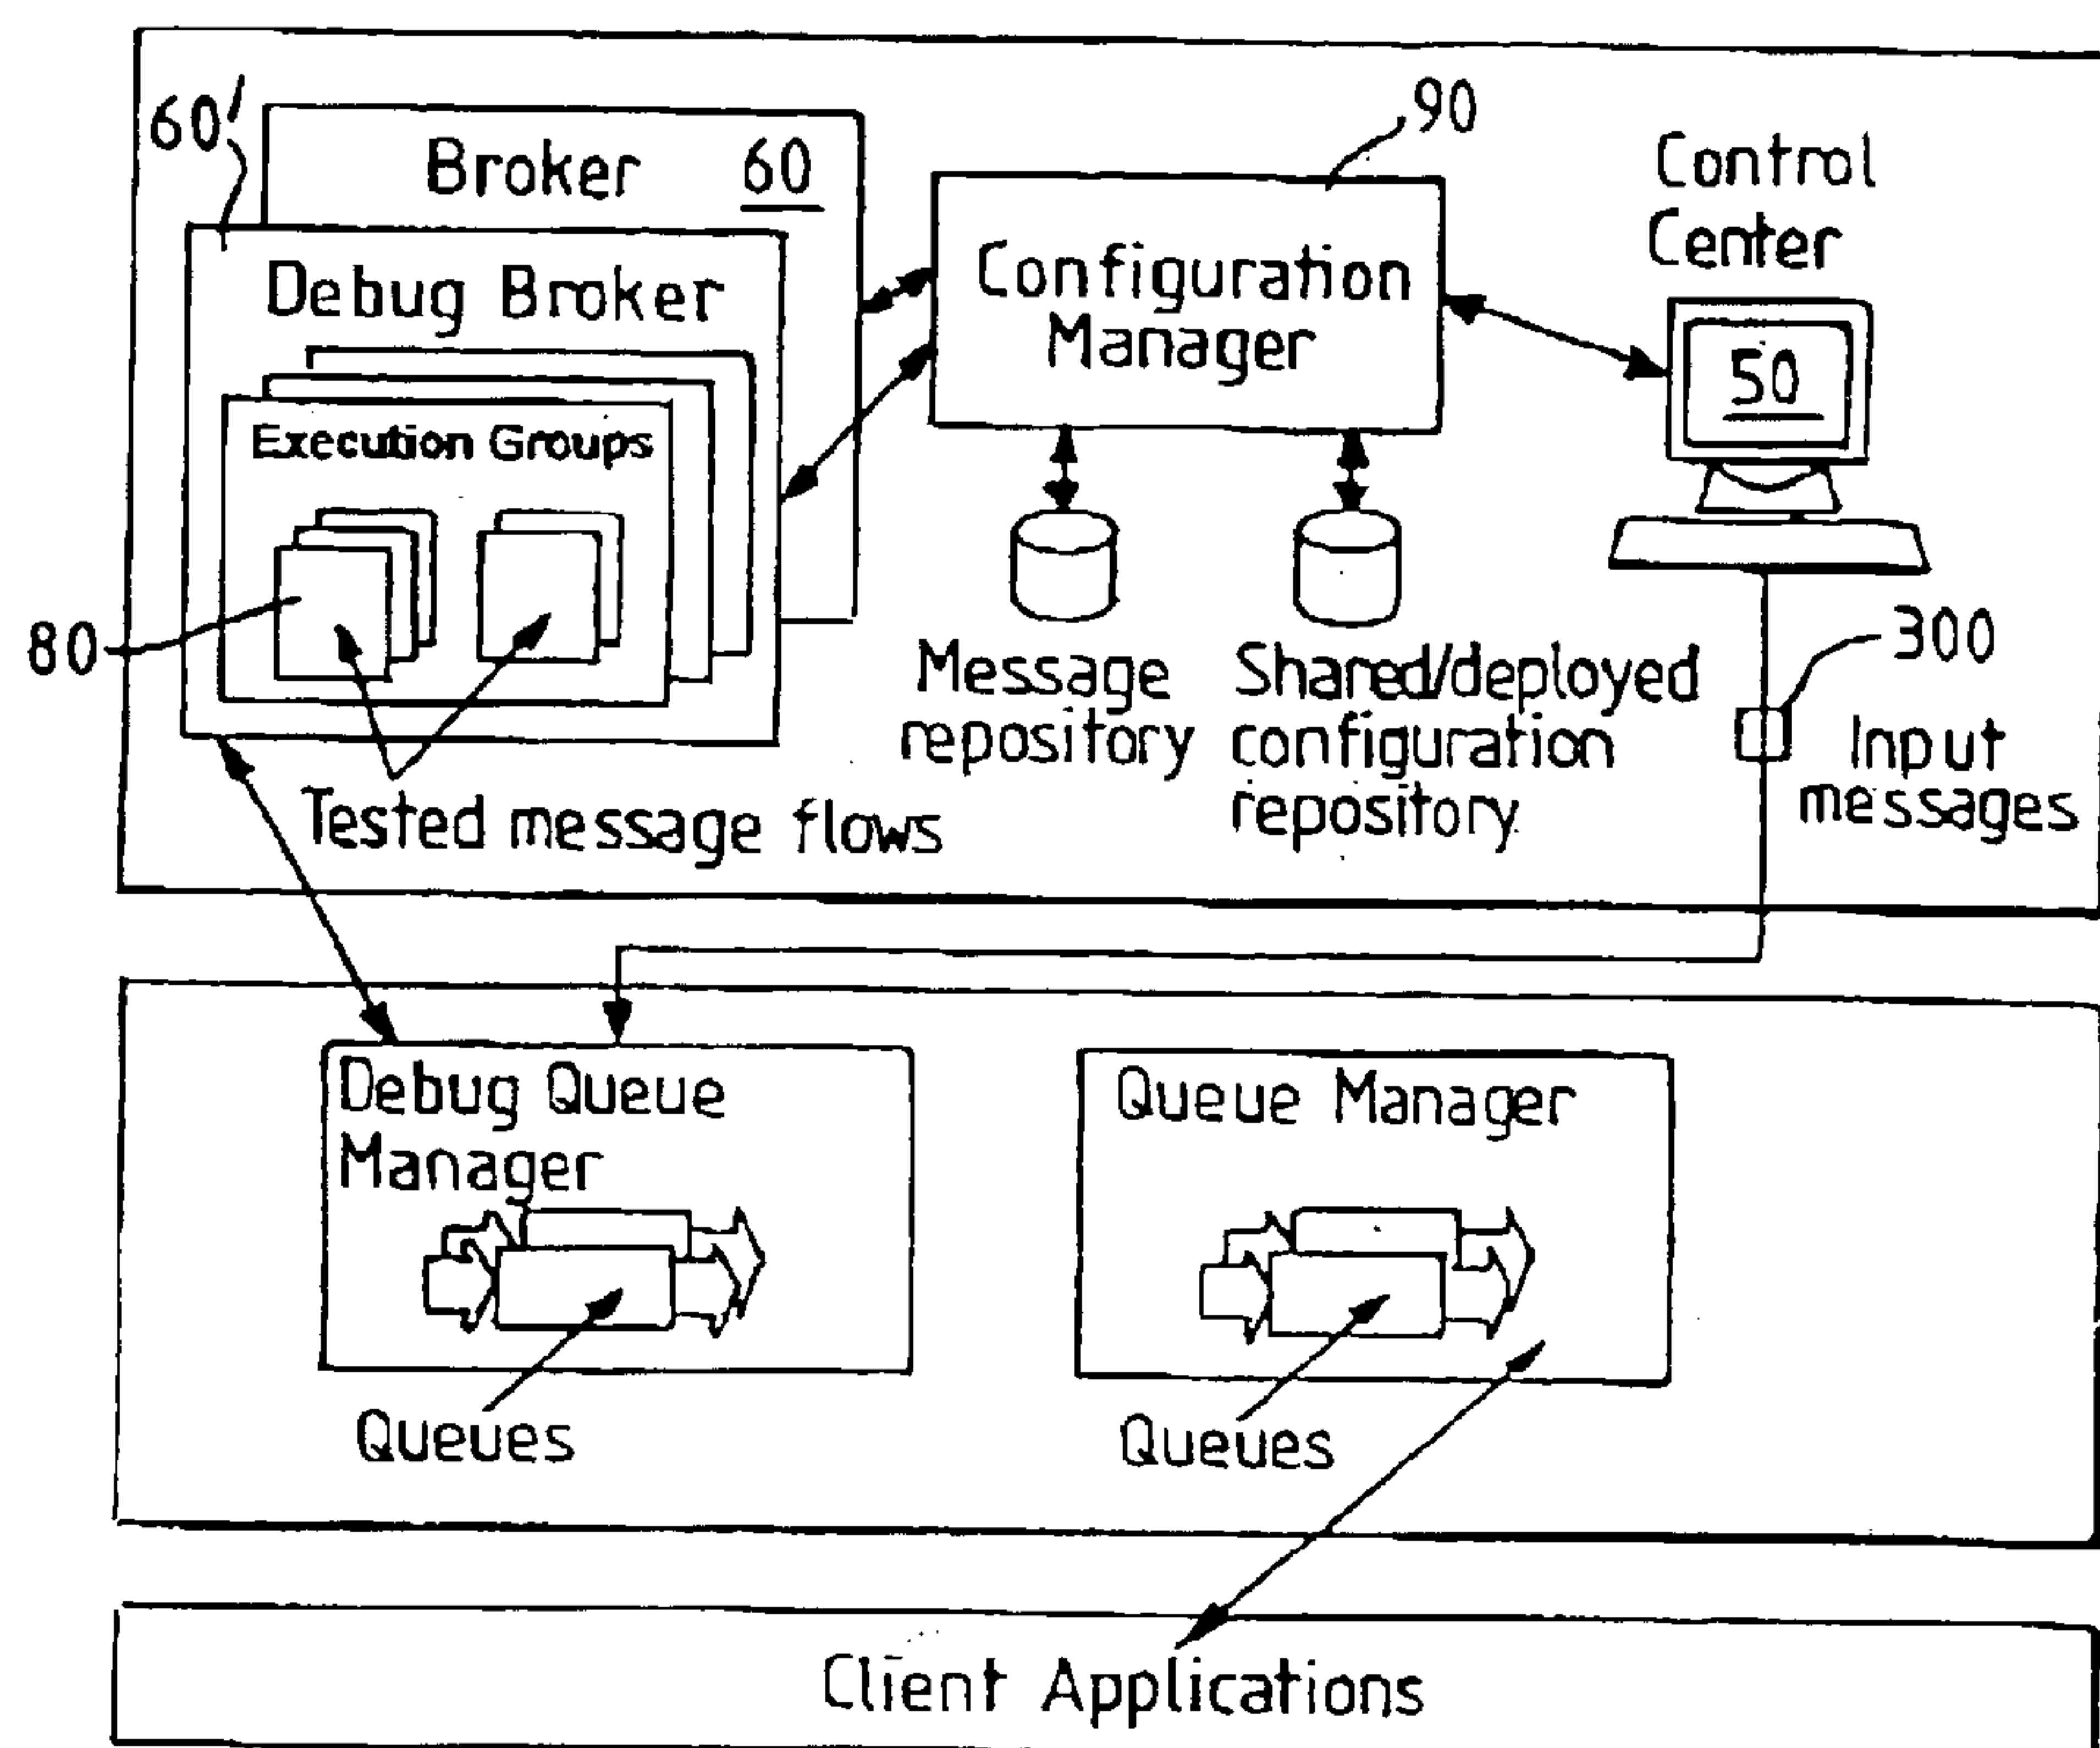 60'
Broker 60
90
Control
Center
Debug Broker
Configuration
Manager
50
Execution Groups
80
300
Message
repository
Shared/deployed
configuration
repository
Input
messages
Tested message flows
Debug Queue
Manager
Queue Manager
Queues
Queues
Client Applications